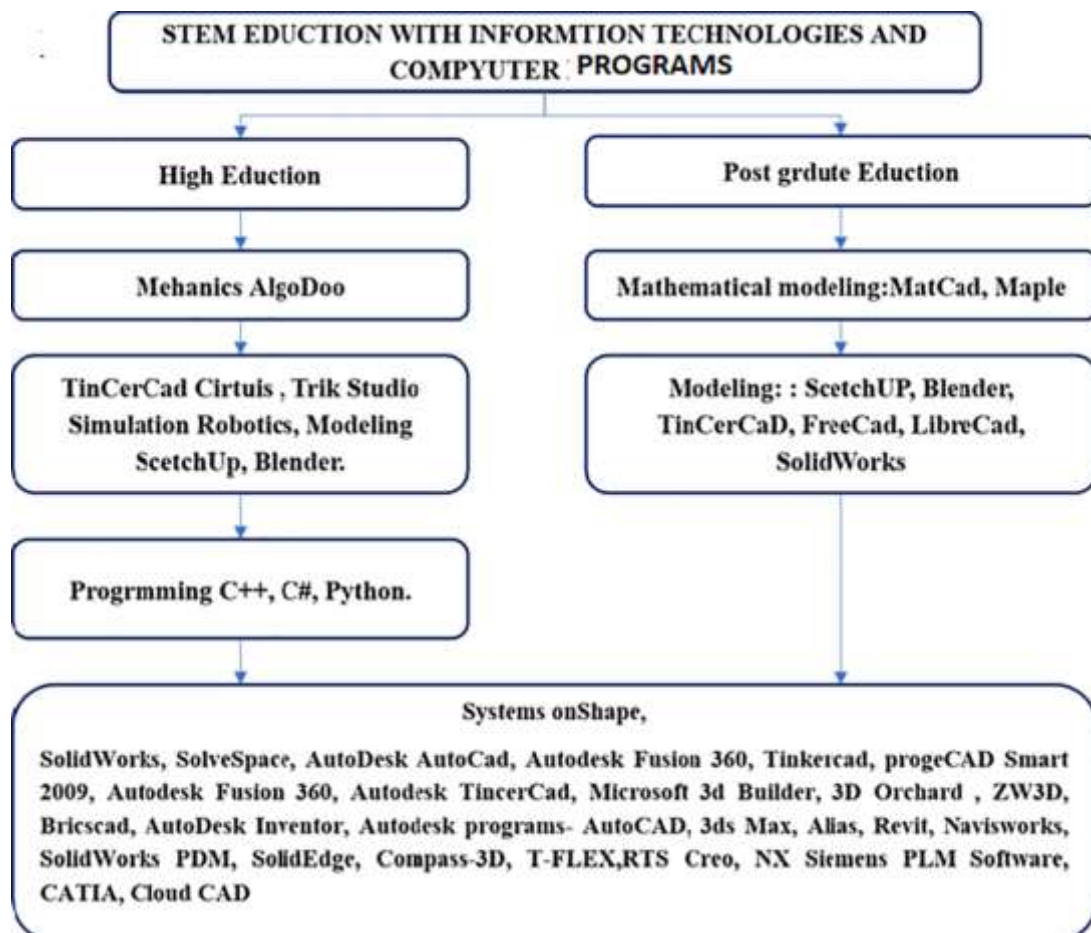 STEM EDUCTION WITH INFORMTION TECHNOLOGIES AND
COMPYUTER PROGRAMS
High Eduction
Post grdute Eduction
Mehanics AlgoDoo
Mathematical modeling:MatCad, Maple
TinCerCad Cirtuis , Trik Studio
Simulation Robotics, Modeling
ScetchUp, Blender.
Modeling: : ScetchUP, Blender,
TinCerCaD, FreeCad, LibreCad,
SolidWorks
Progrmming C++, C#, Python.
Systems onShape,
SolidWorks, SolveSpace, AutoDesk AutoCad, Autodesk Fusion 360, Tinkercad, progeCAD Smart
2009, Autodesk Fusion 360, Autodesk TincerCad, Microsoft 3d Builder, 3D Orchard , ZW3D,
Bricscad, AutoDesk Inventor, Autodesk programs- AutoCAD, 3ds Max, Alias, Revit, Navisworks,
SolidWorks PDM, SolidEdge, Compass-3D, T-FLEX,RTS Creo, NX Siemens PLM Software,
CATIA, Cloud CAD